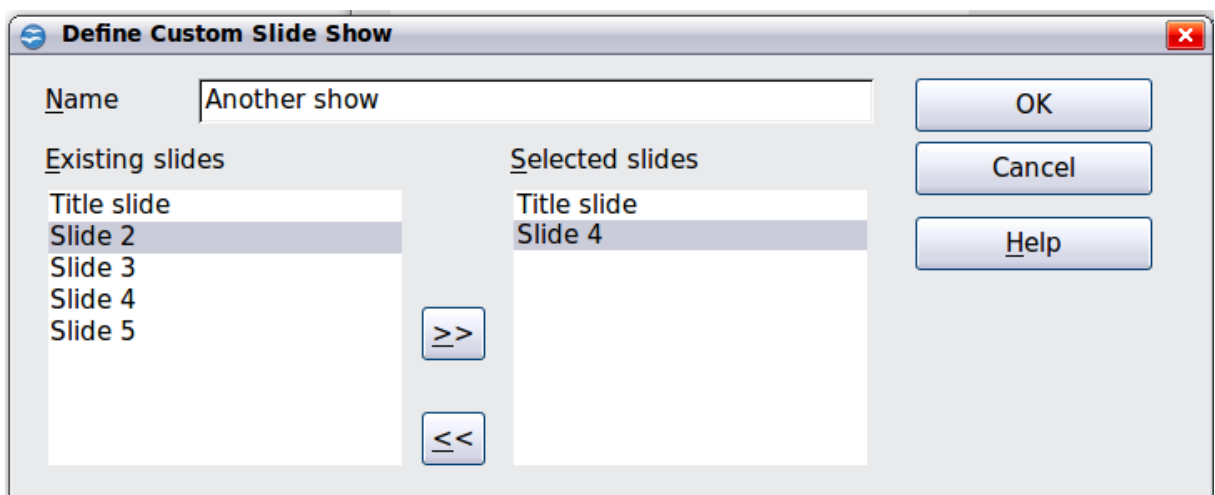 Define Custom Slide Show
Name
Another show
OK
Existing slides
Selected slides
Cancel
Title slide
Slide 2
Slide 3
Slide 4
Slide 5
Title slide
Slide 4
Help
>>
<<